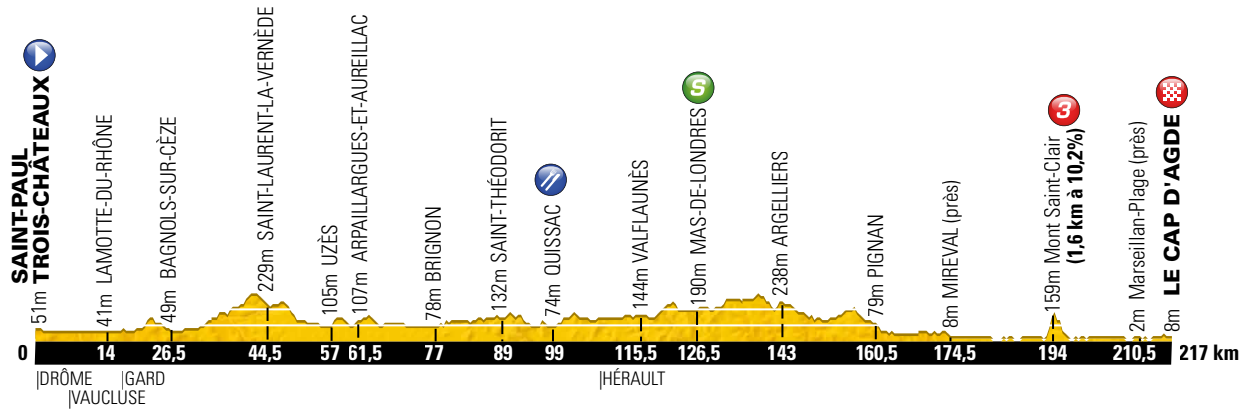 SAINT-PAUL
TROIS-CHÂTEAUX
51m
41m LAMOTTE-DU-RHÔNE
49m BAGNOLS-SUR-CÈZE
229m SAINT-LAURENT-LA-VERNÈDE
105m UZÈS
107m ARPAILLARGUES-ET-AUREILLAC
78m BRIGNON
132m SAINT-THÉODORIT
74m QUISSAC
144m VALFLAUNÈS
S
190m MAS-DE-LONDRES
238m ARGELLIERS
79m PIGNAN
8m MIREVAL (près)
3
159m Mont Saint-Clair
(1,6 km à 10,2%)
2m Marseillan-Plage (près)
LE CAP D'AGDE
8m
0 14 26,5 44,5 57 61,5 77 89 99 115,5 126,5 143 160,5 174,5 194 210,5 217 km
|DRÔME |GARD |HÉRAULT
|VAUCLUSE